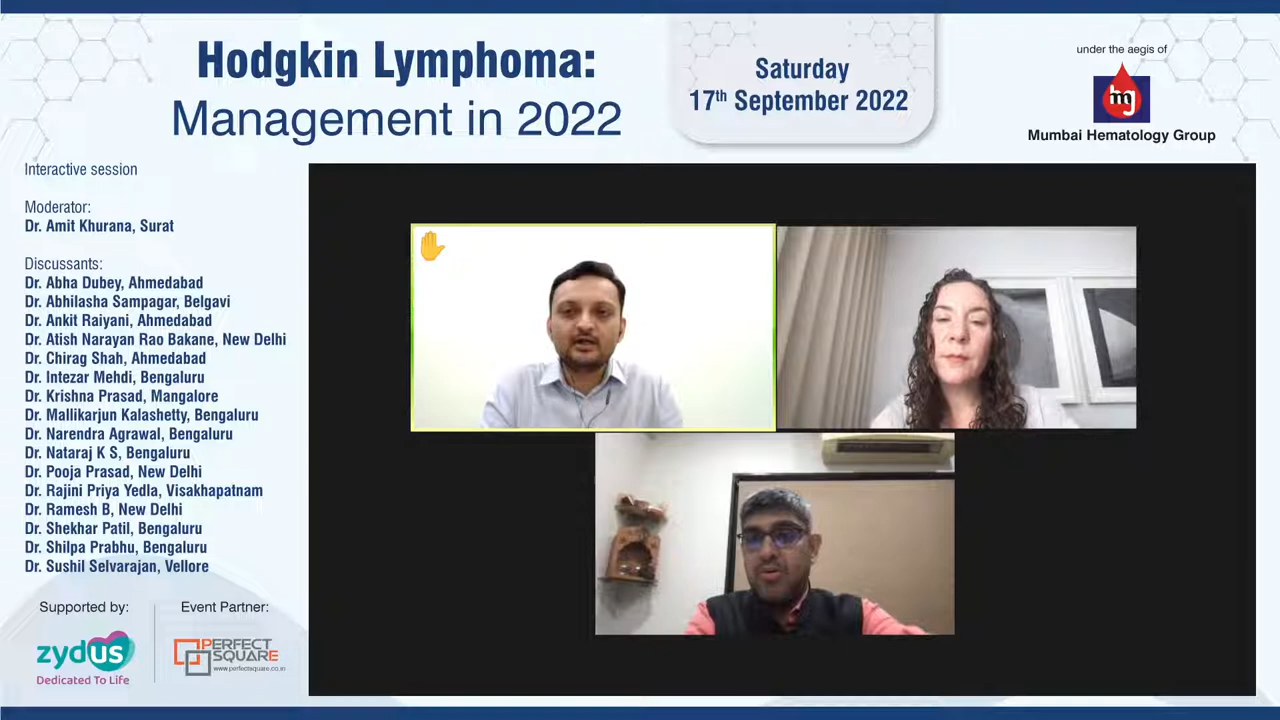 Hodgkin Lymphoma:
Management in 2022
Saturday
17th September 2022
under the aegis of
mg
Mumbai Hematology Group
Interactive session
Moderator:
Dr. Amit Khurana, Surat
Discussants:
Dr. Abha Dubey, Ahmedabad
Dr. Abhilasha Sampagar, Belgavi
Dr. Ankit Raiyani, Ahmedabad
Dr. Atish Narayan Rao Bakane, New Delhi
Dr. Chirag Shah, Ahmedabad
Dr. Intezar Mehdi, Bengaluru
Dr. Krishna Prasad, Mangalore
Dr. Mallikarjun Kalashetty, Bengaluru
Dr. Narendra Agrawal, Bengaluru
Dr. Nataraj K S, Bengaluru
Dr. Pooja Prasad, New Delhi
Dr. Rajini Priya Yedla, Visakhapatnam
Dr. Ramesh B, New Delhi
Dr. Shekhar Patil, Bengaluru
Dr. Shilpa Prabhu, Bengaluru
Dr. Sushil Selvarajan, Vellore
Supported by:
zydus
Dedicated To Life
Event Partner:
PERFECT
SQUARE
www.perfectsquare.co.in